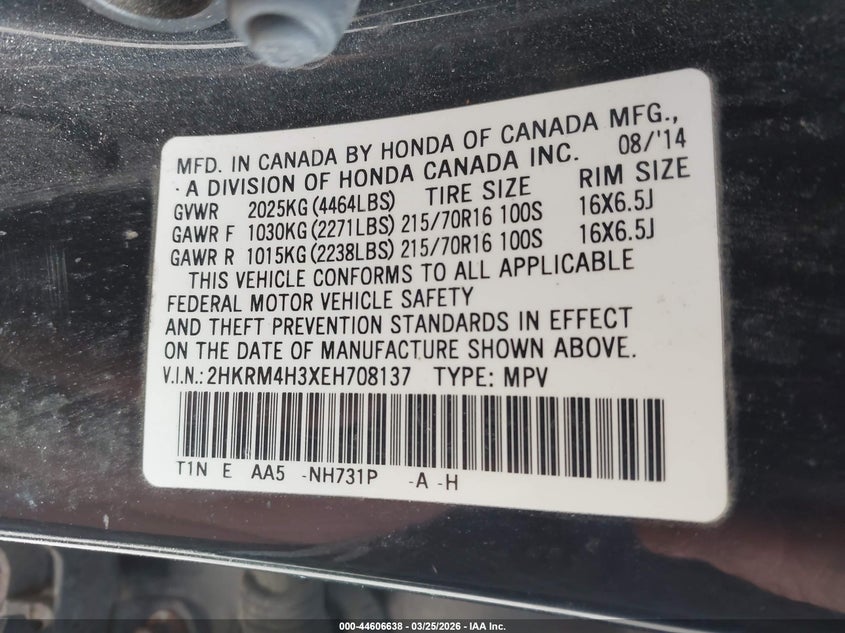 MFD. IN CANADA BY HONDA OF CANADA MFG.,
- A DIVISION OF HONDA CANADA INC. 08/'14
GVWR 2025KG (4464LBS) TIRE SIZE RIM SIZE
GAWR F 1030KG (2271LBS) 215/70R16 100S 16X6.5J
GAWR R 1015KG (2238LBS) 215/70R16 100S 16X6.5J
THIS VEHICLE CONFORMS TO ALL APPLICABLE
FEDERAL MOTOR VEHICLE SAFETY
AND THEFT PREVENTION STANDARDS IN EFFECT
ON THE DATE OF MANUFACTURE SHOWN ABOVE.
V.I.N.: 2HKRM4H3XEH708137 TYPE: MPV
T1N E AA5 -NH731P -A -H
000-44606638 - 03/25/2026 - IAA Inc.